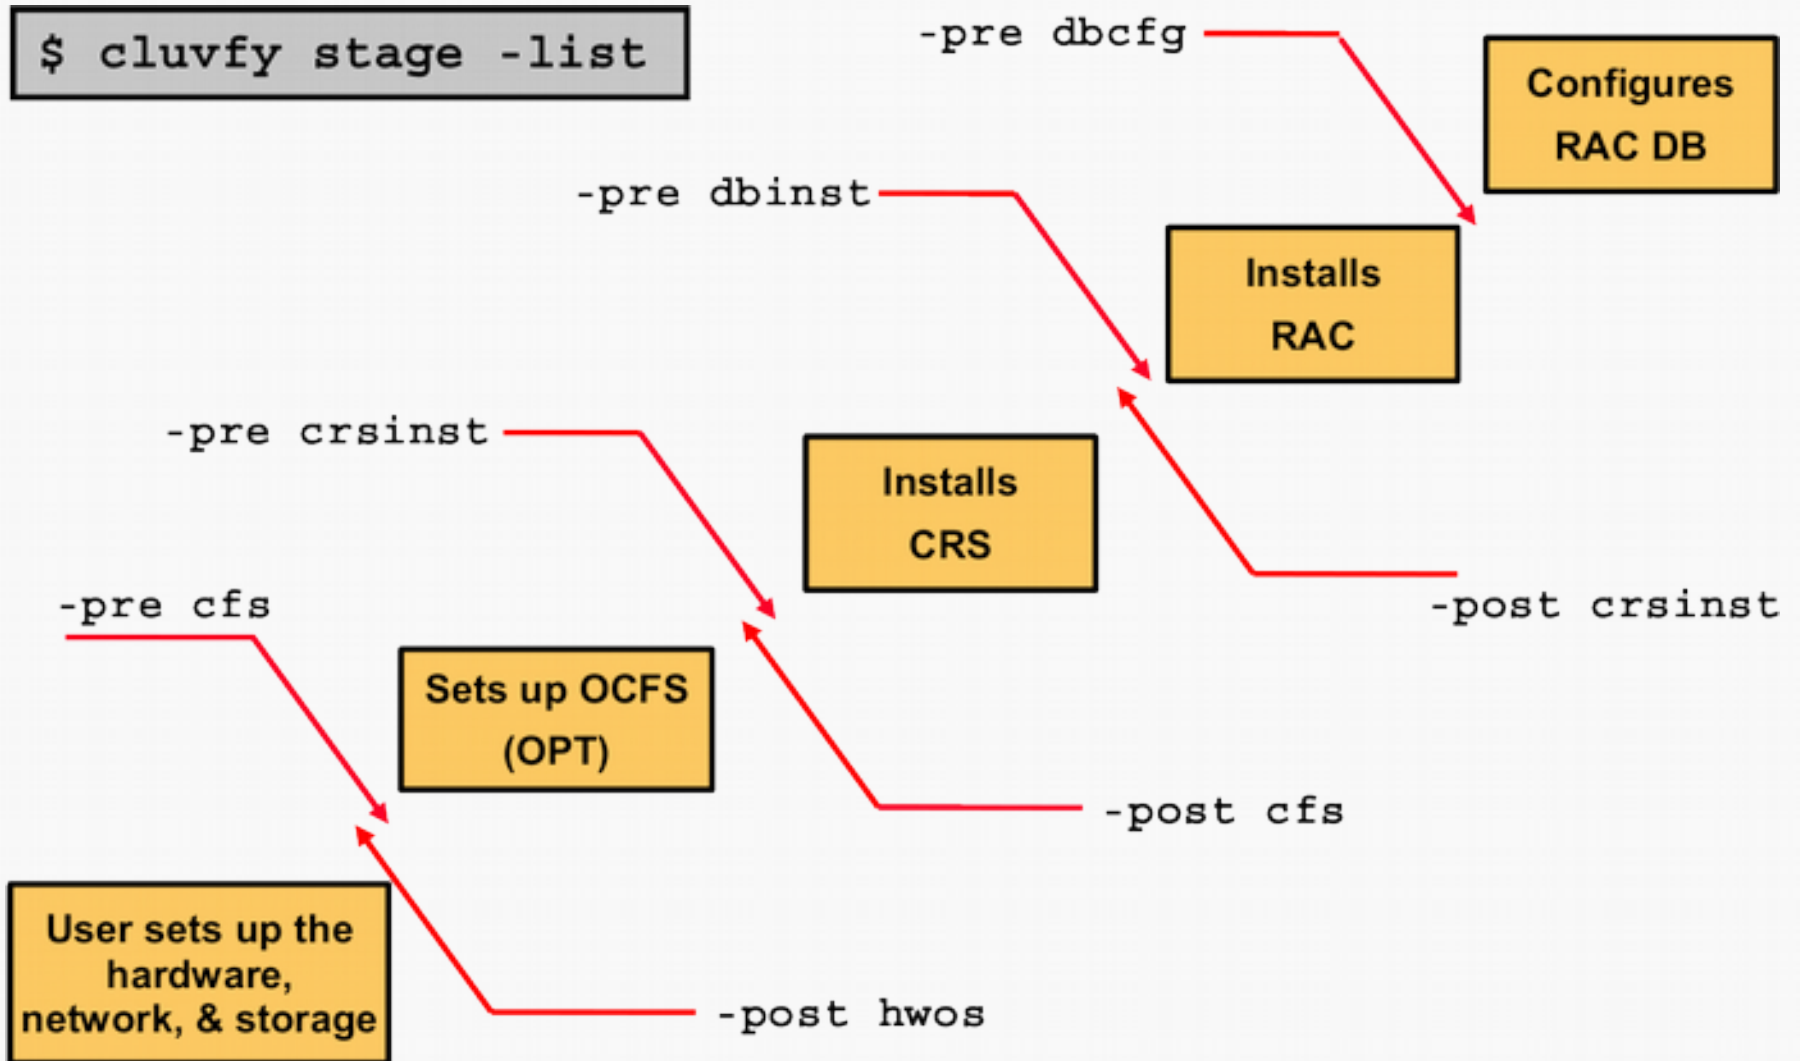 $ cluvfy stage -list
-pre dbcfg
Configures
RAC DB
-pre dbinst
Installs
RAC
-pre crsinst
Installs
CRS
-post crsinst
-pre cfs
Sets up OCFS
(OPT)
-post cfs
User sets up the
hardware,
network, & storage
-post hwos